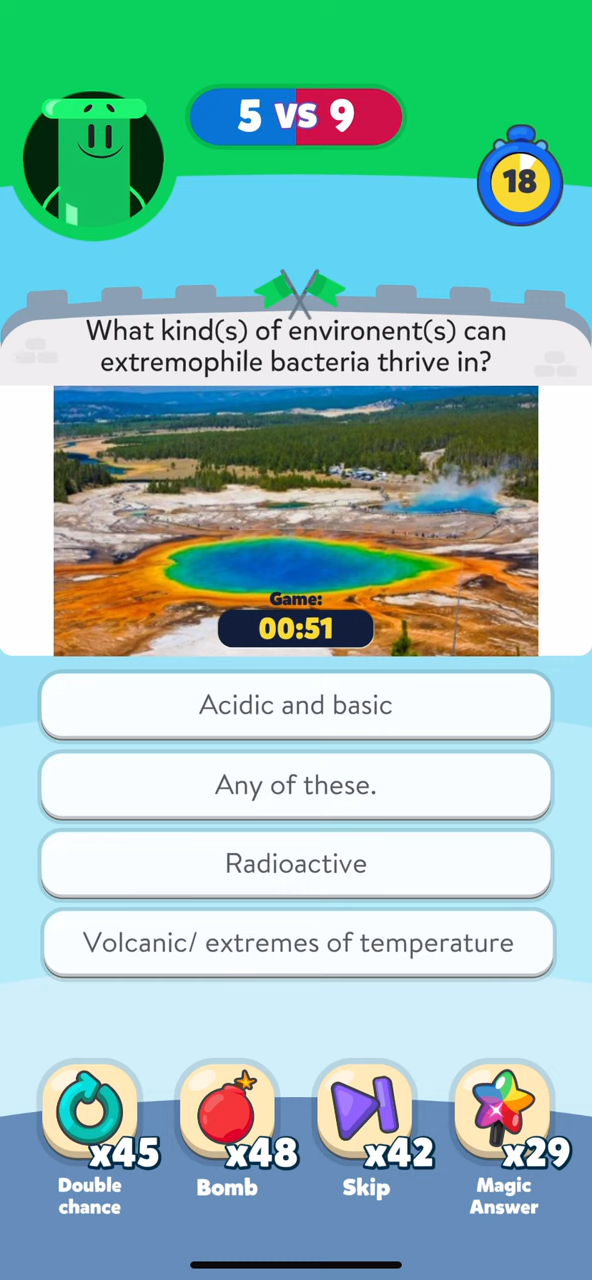 5 VS 9
18
What kind(s) of environent(s) can
extremophile bacteria thrive in?
Game:
00:51
Acidic and basic
Any of these.
Radioactive
Volcanic/ extremes of temperature
x45 x48 x42 x29
Double
chance
Bomb
Skip
Magic
Answer